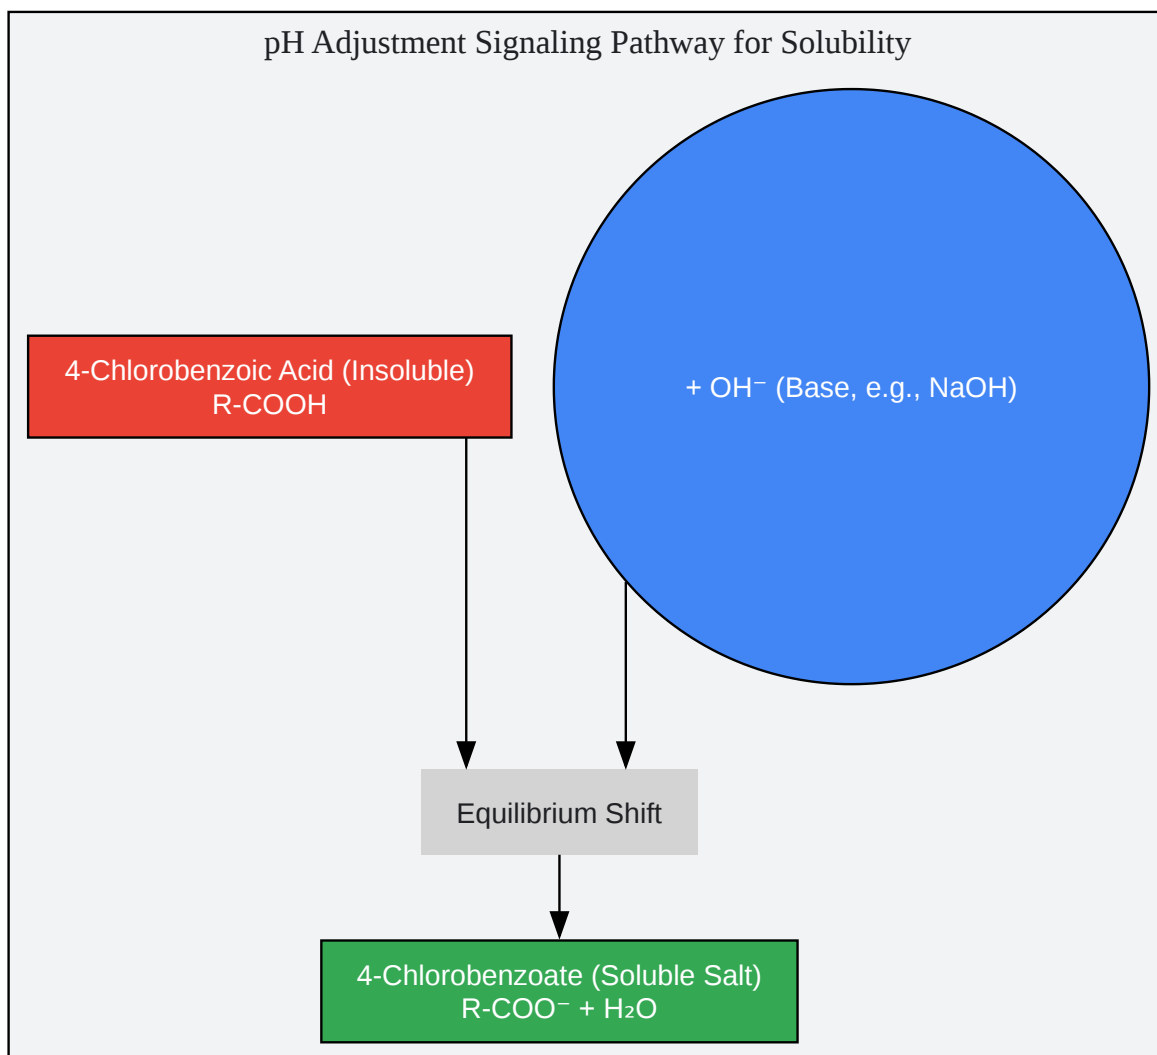 pH Adjustment Signaling Pathway for Solubility
4-Chlorobenzoic Acid (Insoluble)
R-COOH
+ OH⁻ (Base, e.g., NaOH)
Equilibrium Shift
4-Chlorobenzoate (Soluble Salt)
R-COO⁻ + H₂O